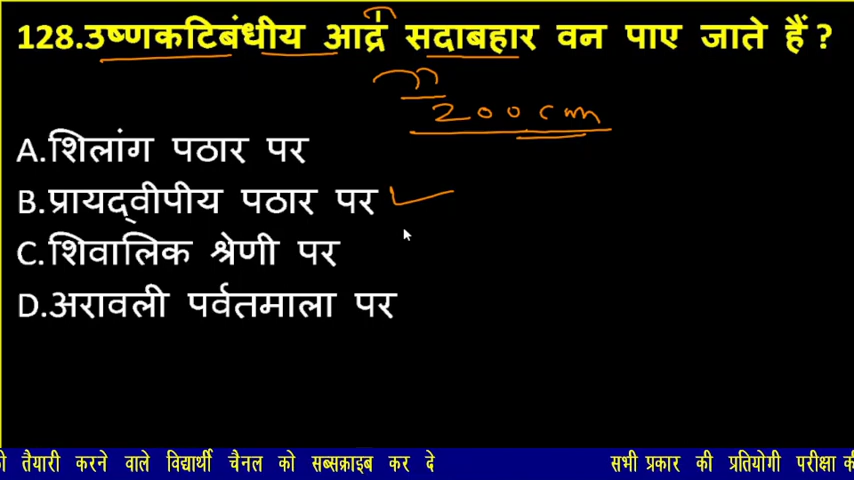 128.उष्णकटिबंधीय आर्द्र सदाबहार वन पाए जाते हैं ?
200 cm
A.शिलांग पठार पर
B.प्रायद्वीपीय पठार पर
C.शिवालिक श्रेणी पर
D.अरावली पर्वतमाला पर
तैयारी करने वाले विद्यार्थी चैनल को सब्सक्राइब कर दे सभी प्रकार की प्रतियोगी परीक्षा